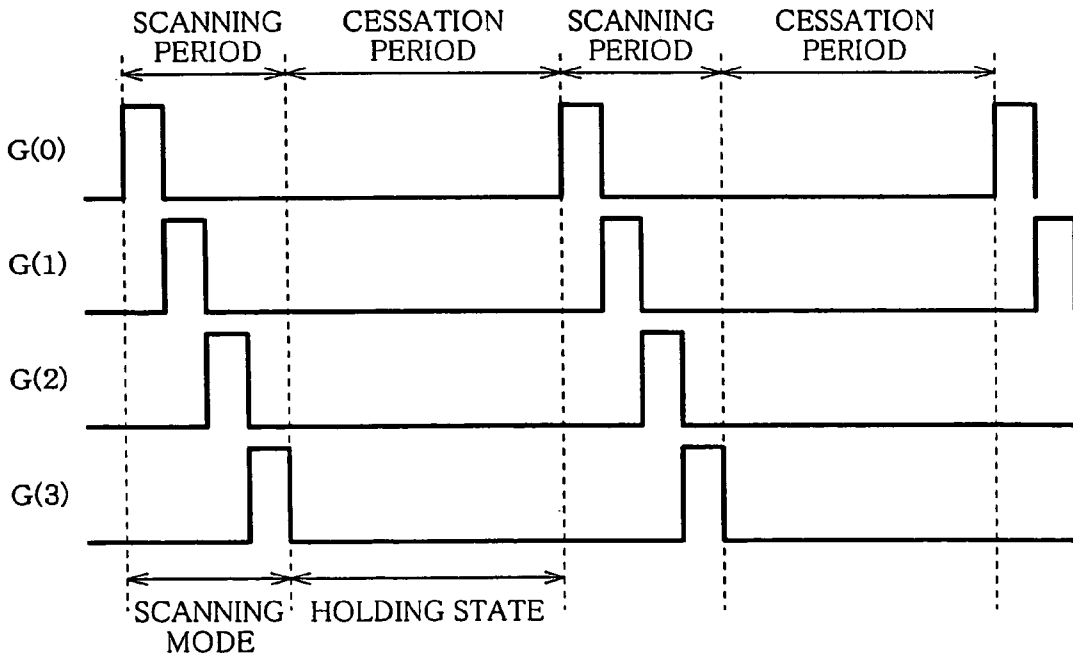 SCANNING PERIOD
CESSATION PERIOD
SCANNING PERIOD
CESSATION PERIOD
G(0)
G(1)
G(2)
G(3)
SCANNING MODE
HOLDING STATE